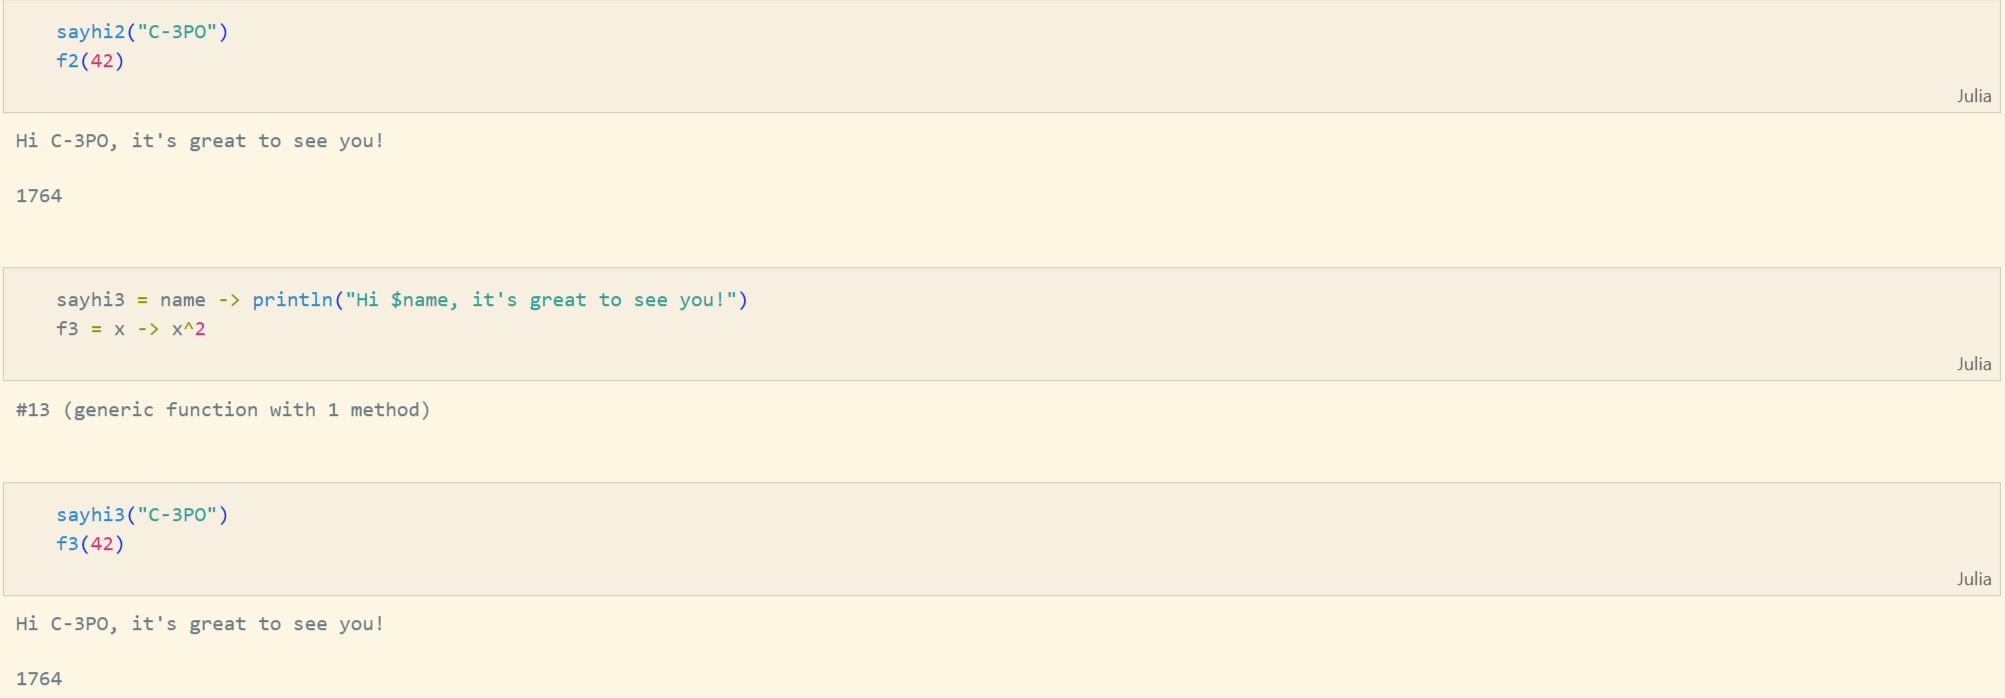 sayhi2("C-3PO")
f2(42)
Julia
Hi C-3PO, it's great to see you!
1764
sayhi3 = name -> println("Hi $name, it's great to see you!")
f3 = x -> x^2
Julia
#13 (generic function with 1 method)
sayhi3("C-3PO")
f3(42)
Julia
Hi C-3PO, it's great to see you!
1764